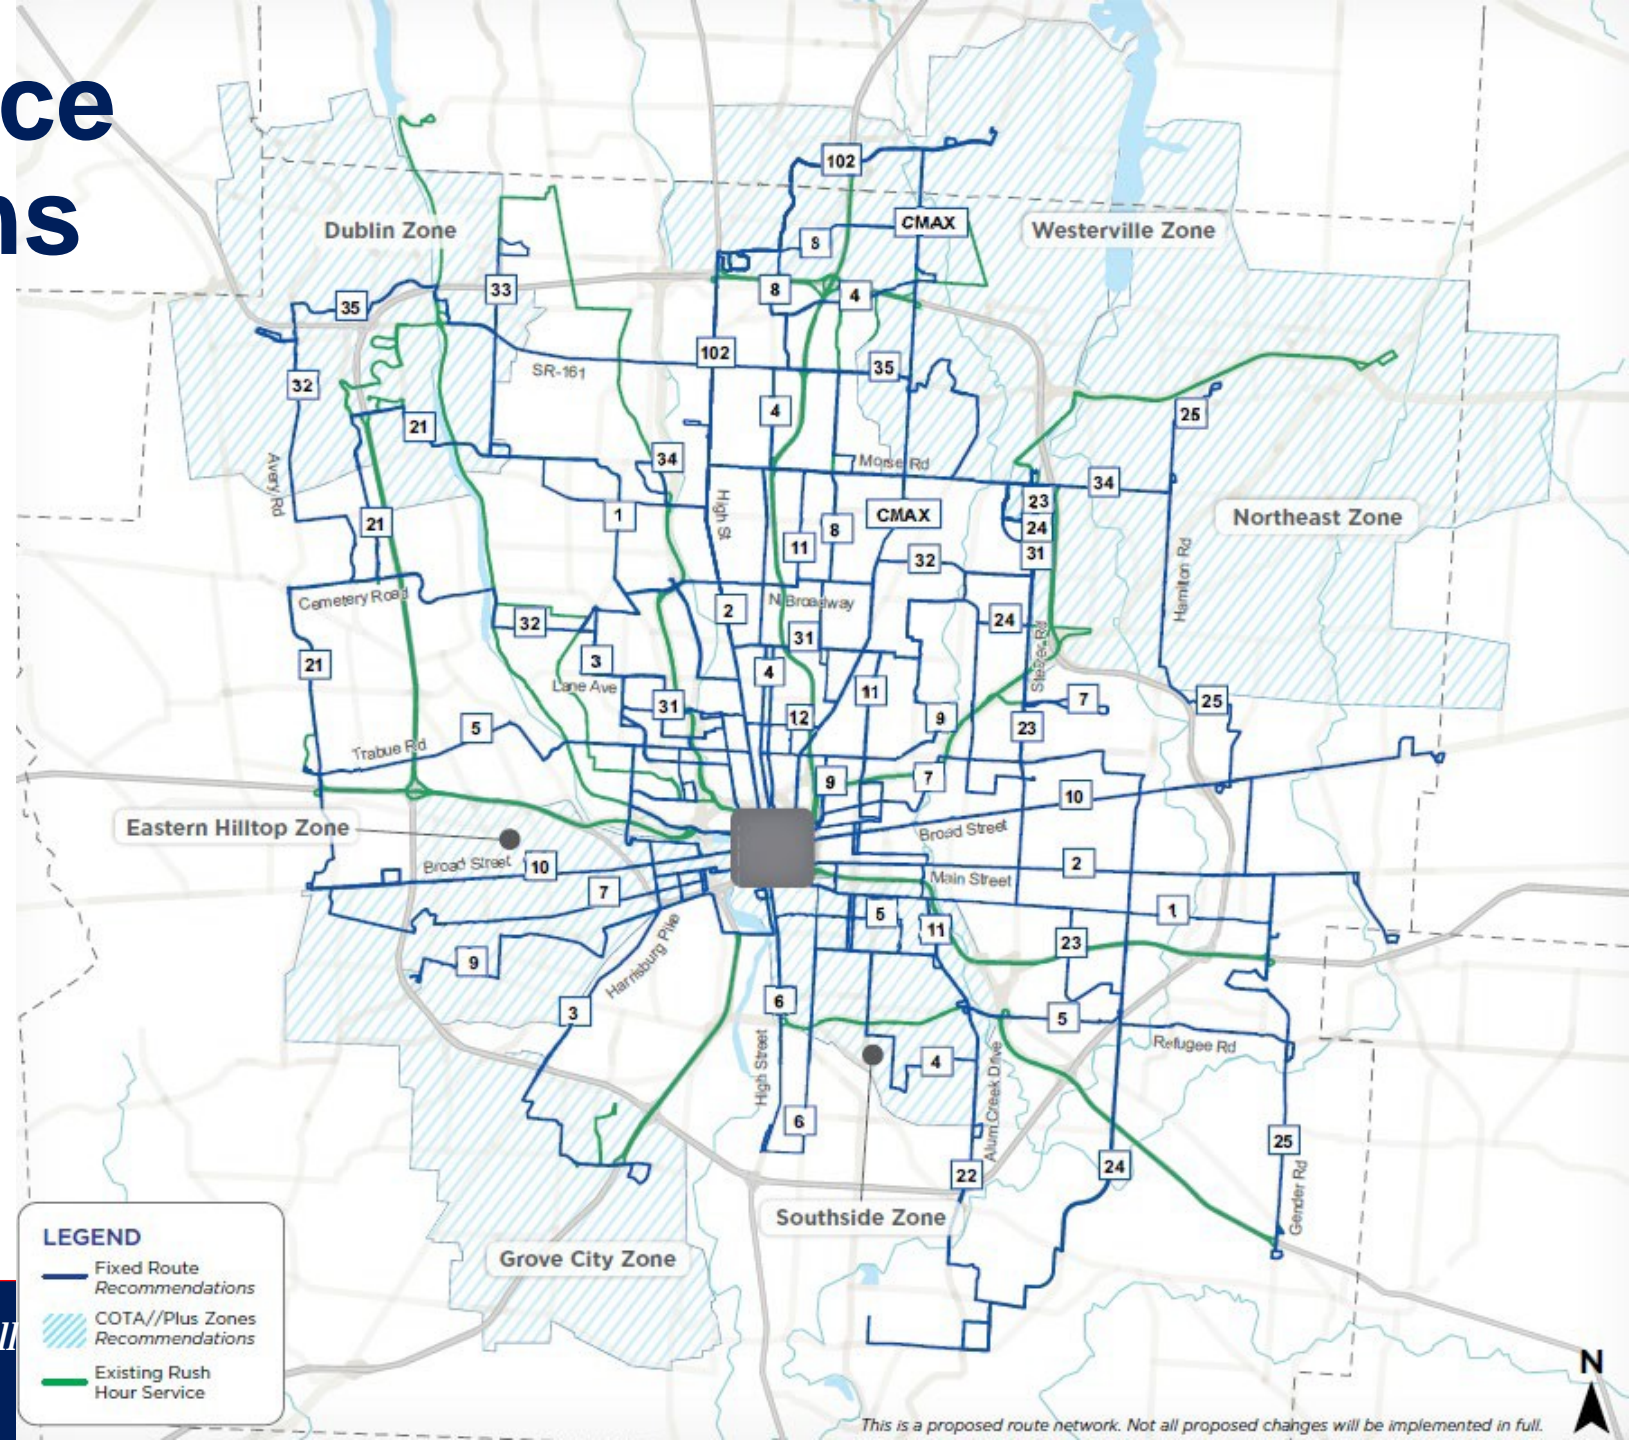 ce
ns
102
CMAX
Westerville Zone
Dublin Zone
8
33
8
4
35
102
35
SR-161
32
4
25
21
34
Morse Rd
34
Avery Rd
High St
1
CMAX
23
Northeast Zone
21
8
24
11
31
32
Hamilton Rd
Cemetery Road
N Broadway
2
32
24
31
Stelzer Rd
3
21
4
Lane Ave
11
7
25
31
12
9
23
5
Trabue Rd
9
7
10
Eastern Hilltop Zone
Broad Street
Broad Street
10
2
Main Street
7
5
1
11
23
9
Harrisburg Pike
6
3
5
Refugee Rd
High Street
4
Alum Creek Drive
6
25
22
24
Gender Rd
Southside Zone
Grove City Zone
LEGEND
Fixed Route
Recommendations
COTA//Plus Zones
Recommendations
Existing Rush
Hour Service
ll
N
This is a proposed route network. Not all proposed changes will be implemented in full.